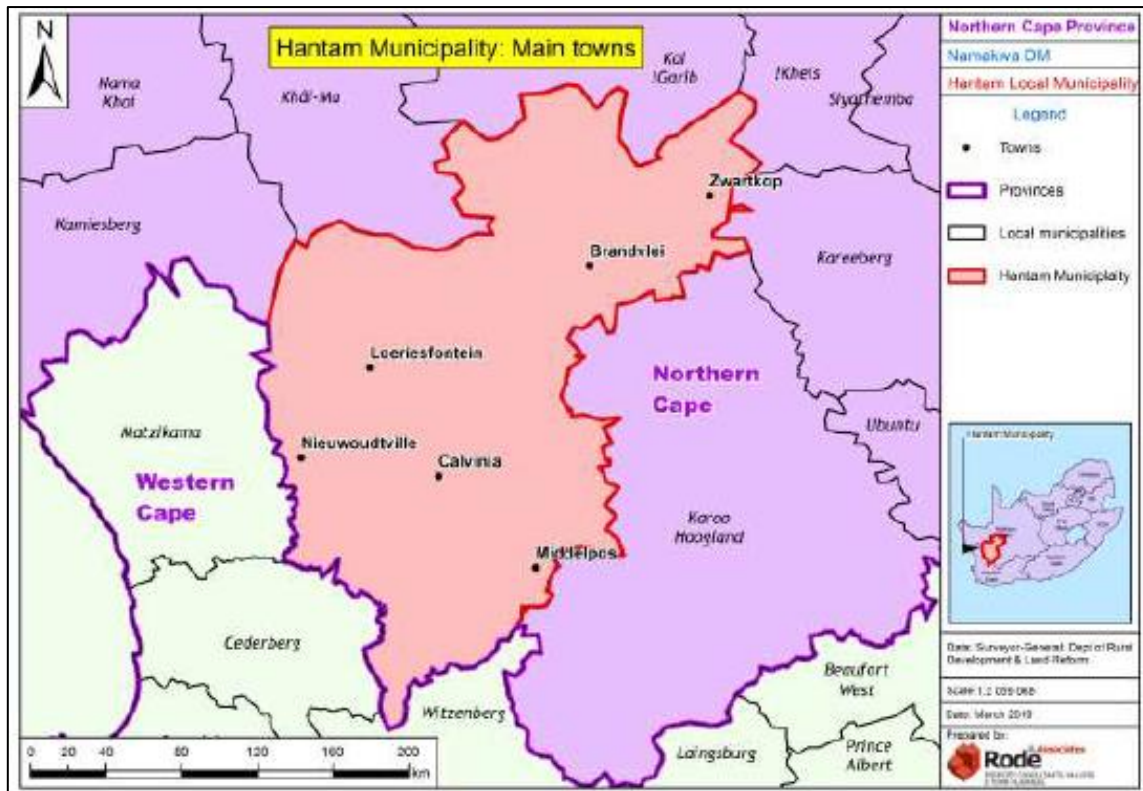 N
Hantam Municipality: Main towns
Nama
Khoi
Khâi-Ma
Kai
!Garib
!Kheis
Siyathemba
Kamiesberg
Zwartkop
Brandvlei
Kareeberg
Loeriesfontein
Northern
Cape
Ubuntu
Matzikama
Nieuwoudtville
Calvinia
Western
Cape
Karoo
Hoogland
Middelpos
Cederberg
Witzenberg
Beaufort
West
Laingsburg
Prince
Albert
0 20 40 80 120 160 200
km
Northern Cape Province
Namakwa DM
Hantam Local Municipality
Legend
Towns
Provinces
Local municipalities
Hantam Municiplaity
Hantam Municipality
Data: Surveyor-General: Dept of Rural
Development & Land Reform
Date: March 2019
Prepared by:
Rode
& Associates